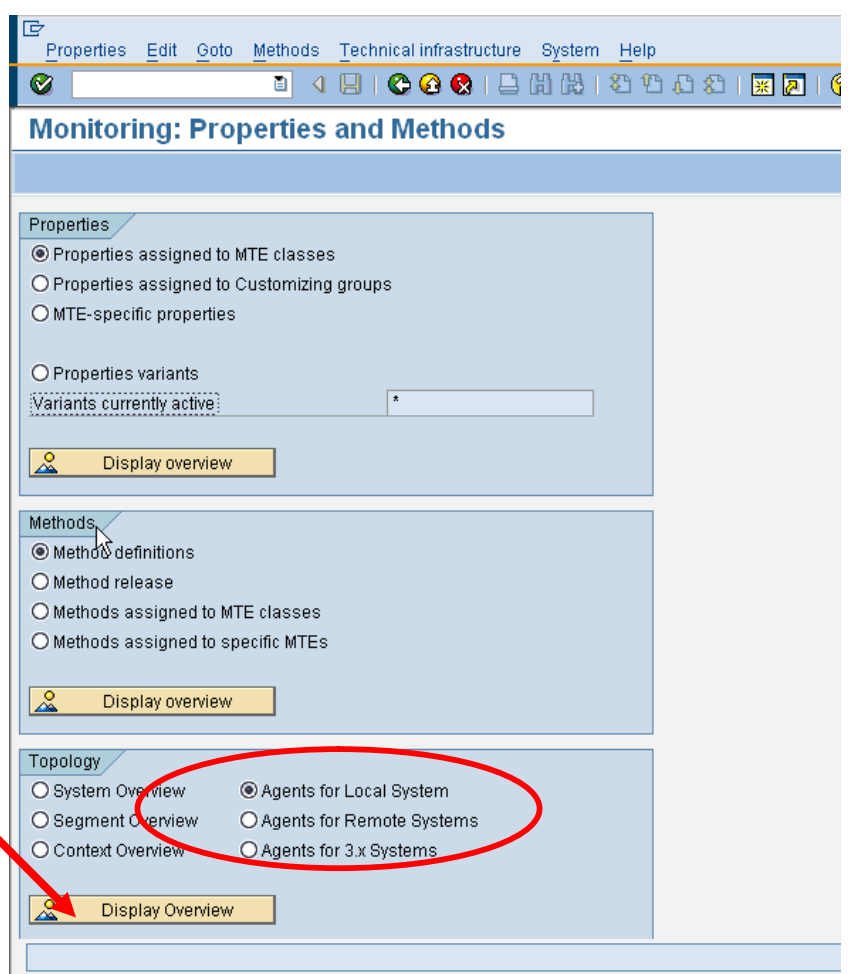 Properties Edit Goto Methods Technical infrastructure System Help
Monitoring: Properties and Methods
Properties
Properties assigned to MTE classes
Properties assigned to Customizing groups
MTE-specific properties
Properties variants
Variants currently active *
Display overview
Methods
Method definitions
Method release
Methods assigned to MTE classes
Methods assigned to specific MTEs
Display overview
Topology
System Overview Agents for Local System
Segment Overview Agents for Remote Systems
Context Overview Agents for 3.x Systems
Display Overview